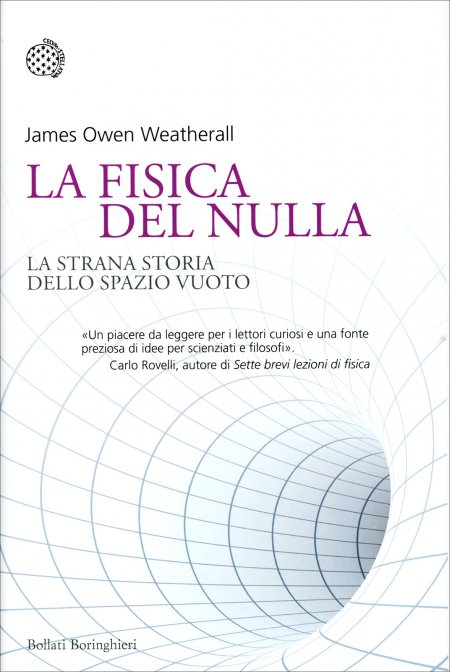 CŒLUM STELLATUM
James Owen Weatherall
LA FISICA
DEL NULLA
LA STRANA STORIA
DELLO SPAZIO VUOTO
«Un piacere da leggere per i lettori curiosi e una fonte
preziosa di idee per scienziati e filosofi».
Carlo Rovelli, autore di Sette brevi lezioni di fisica
Bollati Boringhieri